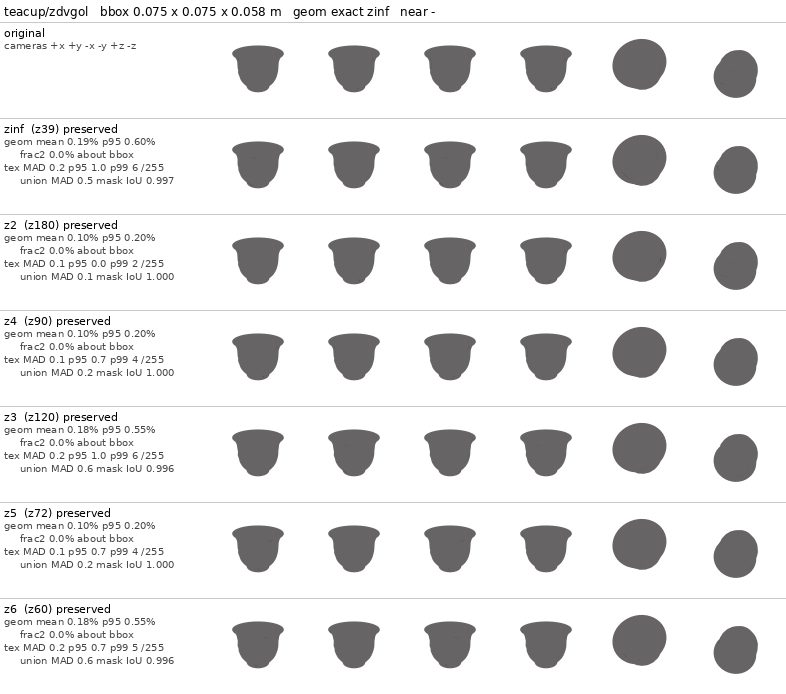 teacup/zdvgol   bbox 0.075 x 0.075 x 0.058 m   geom exact zinf   near -
original
cameras +x +y -x -y +z -z
zinf  (z39) preserved
geom mean 0.19% p95 0.60%
frac2 0.0% about bbox
tex MAD 0.2 p95 1.0 p99 6 /255
union MAD 0.5 mask IoU 0.997
z2  (z180) preserved
geom mean 0.10% p95 0.20%
frac2 0.0% about bbox
tex MAD 0.1 p95 0.0 p99 2 /255
union MAD 0.1 mask IoU 1.000
z4  (z90) preserved
geom mean 0.10% p95 0.20%
frac2 0.0% about bbox
tex MAD 0.1 p95 0.7 p99 4 /255
union MAD 0.2 mask IoU 1.000
z3  (z120) preserved
geom mean 0.18% p95 0.55%
frac2 0.0% about bbox
tex MAD 0.2 p95 1.0 p99 6 /255
union MAD 0.6 mask IoU 0.996
z5  (z72) preserved
geom mean 0.10% p95 0.20%
frac2 0.0% about bbox
tex MAD 0.1 p95 0.7 p99 4 /255
union MAD 0.2 mask IoU 1.000
z6  (z60) preserved
geom mean 0.18% p95 0.55%
frac2 0.0% about bbox
tex MAD 0.2 p95 0.7 p99 5 /255
union MAD 0.6 mask IoU 0.996